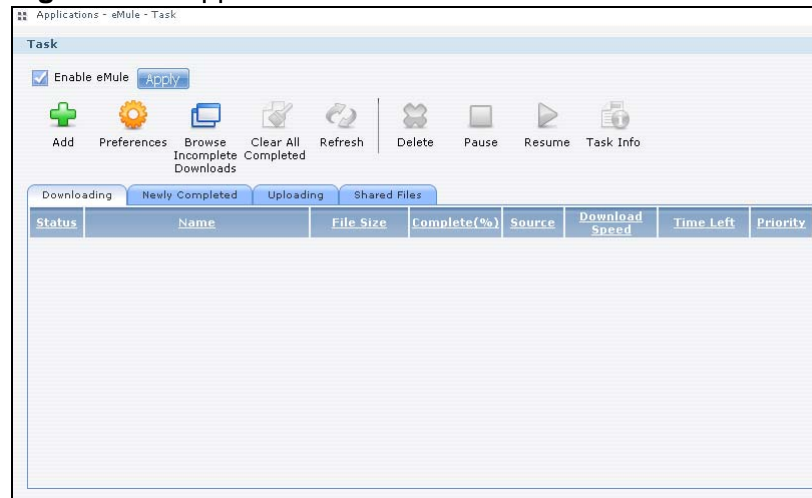 Applications - eMule - Task
Task
Enable eMule Apply
Add Preferences Browse Incomplete Downloads Clear All Completed Refresh Delete Pause Resume Task Info
Downloading Newly Completed Uploading Shared Files
Status Name File Size Complete(%) Source Download Speed Time Left Priority